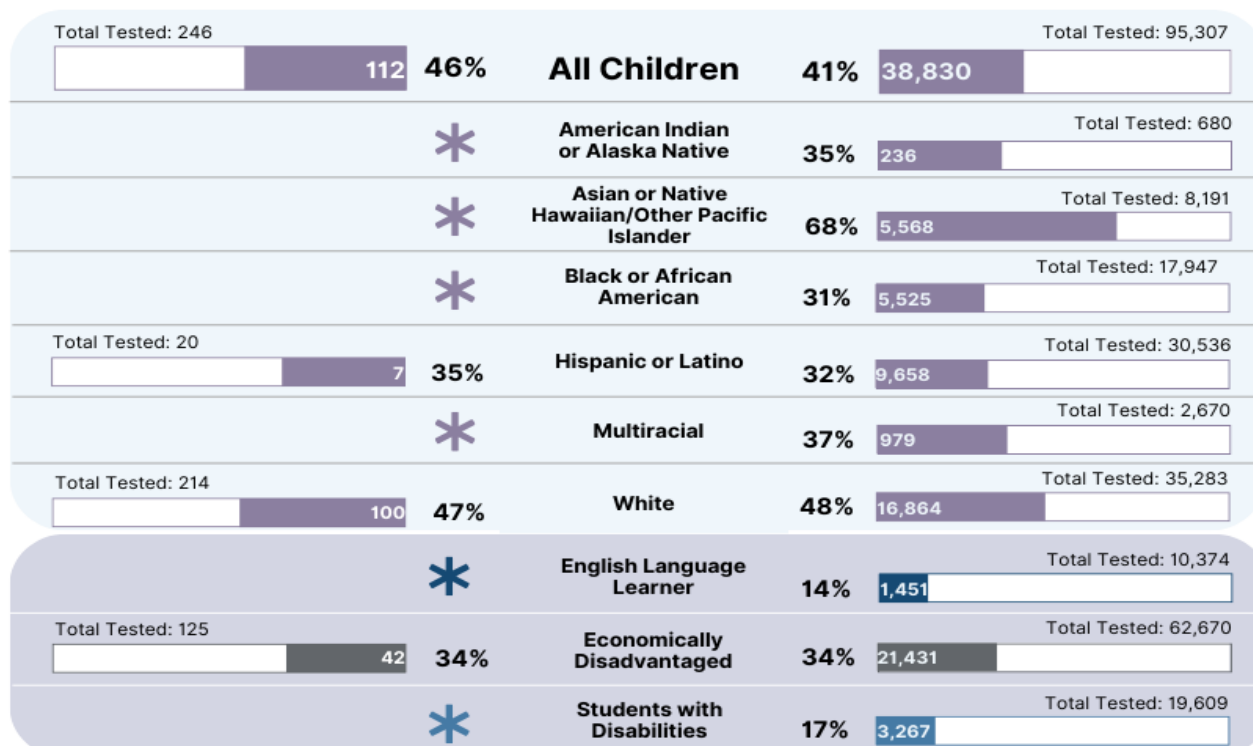 Total Tested: 246
Total Tested: 95,307
112 46% All Children 41% 38,830
Total Tested: 680
American Indian
or Alaska Native
35% 236
Total Tested: 8,191
Asian or Native
Hawaiian/Other Pacific
Islander
68% 5,568
Total Tested: 17,947
Black or African
American
31% 5,525
Total Tested: 20
Total Tested: 30,536
7 35% Hispanic or Latino 32% 9,658
Total Tested: 2,670
Multiracial 37% 979
Total Tested: 214
Total Tested: 35,283
100 47% White 48% 16,864
Total Tested: 10,374
English Language
Learner
14% 1,451
Total Tested: 125
Total Tested: 62,670
Economically
Disadvantaged
42 34% 34% 21,431
Total Tested: 19,609
Students with
Disabilities
17% 3,267